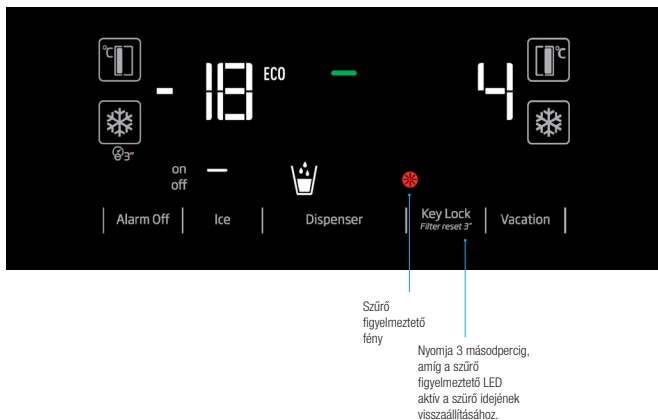 °C
°C
- 18 ECO
4
3"
on
off
Alarm Off
Ice
Dispenser
Key Lock
Filter reset 3"
Vacation
Szűrő
figyelmeztető
fény
Nyomja 3 másodpercig,
amíg a szűrő
figyelmeztető LED
aktív a szürő idejének
visszaállításához.